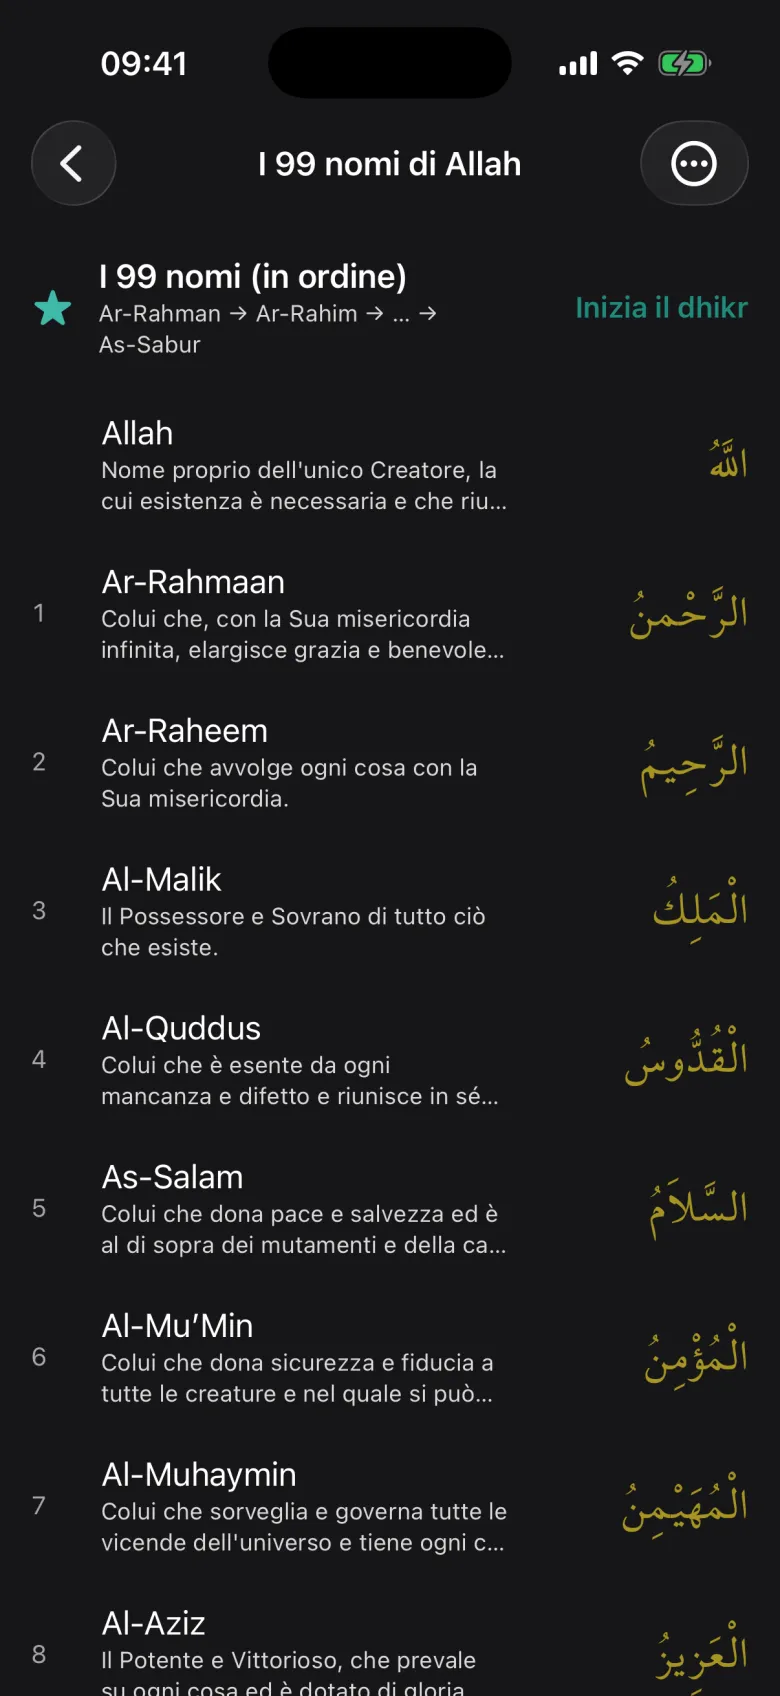 09:41
I 99 nomi di Allah
I 99 nomi (in ordine)
Ar-Rahman → Ar-Rahim → ... →
As-Sabur
Inizia il dhikr
Allah
Nome proprio dell'unico Creatore, la
cui esistenza è necessaria e che riu...
اللَّهُ
1
Ar-Rahmaan
Colui che, con la Sua misericordia
infinita, elargisce grazia e benevole...
الرَّحْمنُ
2
Ar-Raheem
Colui che avvolge ogni cosa con la
Sua misericordia.
الرَّحِيمُ
3
Al-Malik
Il Possessore e Sovrano di tutto ciò
che esiste.
الْمَلِكُ
4
Al-Quddus
Colui che è esente da ogni
mancanza e difetto e riunisce in sé...
الْقُدُّوسُ
5
As-Salam
Colui che dona pace e salvezza ed è
al di sopra dei mutamenti e della ca...
السَّلاَمُ
6
Al-Mu’Min
Colui che dona sicurezza e fiducia a
tutte le creature e nel quale si può...
الْمُؤْمِنُ
7
Al-Muhaymin
Colui che sorveglia e governa tutte le
vicende dell'universo e tiene ogni c...
الْمُهَيْمِنُ
8
Al-Aziz
Il Potente e Vittorioso, che prevale
su ogni cosa ed è dotato di gloria
الْعَزِيزُ